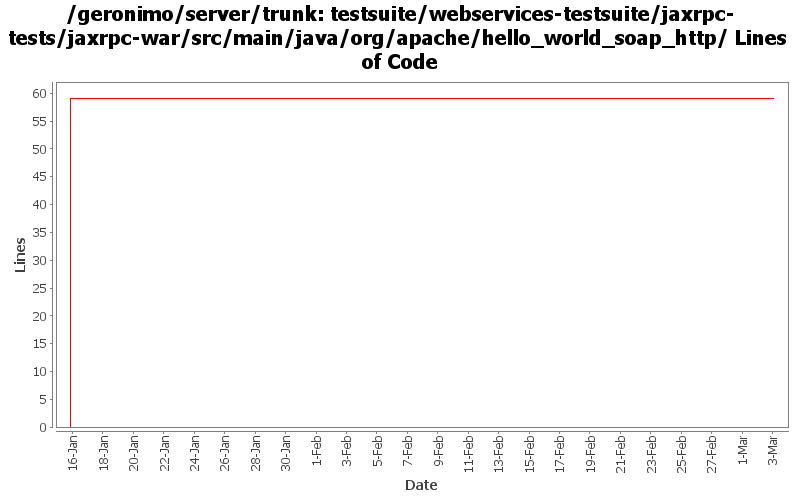 /geronimo/server/trunk: testsuite/webservices-testsuite/jaxrpc-
tests/jaxrpc-war/src/main/java/org/apache/hello_world_soap_http/ Lines
of Code
60
55
50
45
40
35
30
25
20
15
10
5
0
Lines
16-Jan
18-Jan
20-Jan
22-Jan
24-Jan
26-Jan
28-Jan
30-Jan
1-Feb
3-Feb
5-Feb
7-Feb
9-Feb
11-Feb
13-Feb
15-Feb
17-Feb
19-Feb
21-Feb
23-Feb
25-Feb
27-Feb
1-Mar
3-Mar
Date